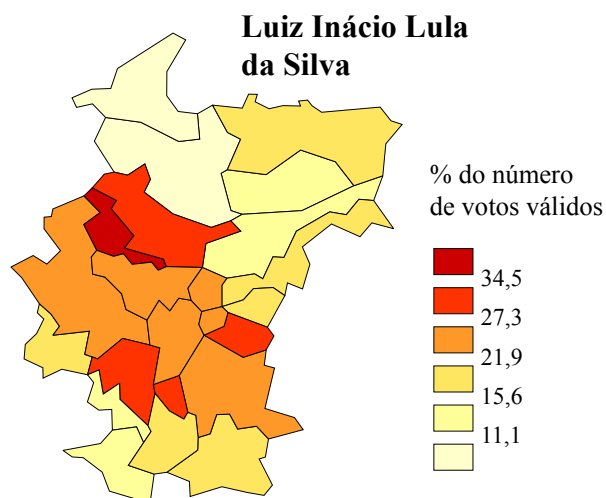 Luiz Inácio Lula
da Silva
% do número
de votos válidos
34,5
27,3
21,9
15,6
11,1